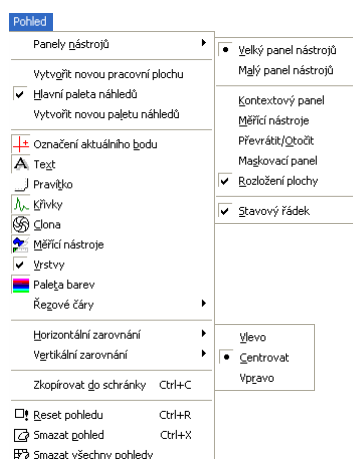 Pohled
Panely nástrojů
Vytvořit novou pracovní plochu
Hlavní paleta náhledů
Vytvořit novou paletu náhledů
Označení aktuálního bodu
Text
Pravítko
Křivky
Clona
Měřící nástroje
Vrstvy
Paleta barev
Řezové čáry
Horizontální zarovnání
Vertikální zarovnání
Zkopírovat do schránky Ctrl+C
Reset pohledu Ctrl+R
Smazat pohled Ctrl+X
Smazat všechny pohledy
Velký panel nástrojů
Malý panel nástrojů
Kontextový panel
Měřící nástroje
Převrátit/Otočit
Maskovací panel
Rozložení plochy
Stavový řádek
Vlevo
Centrovat
Vpravo